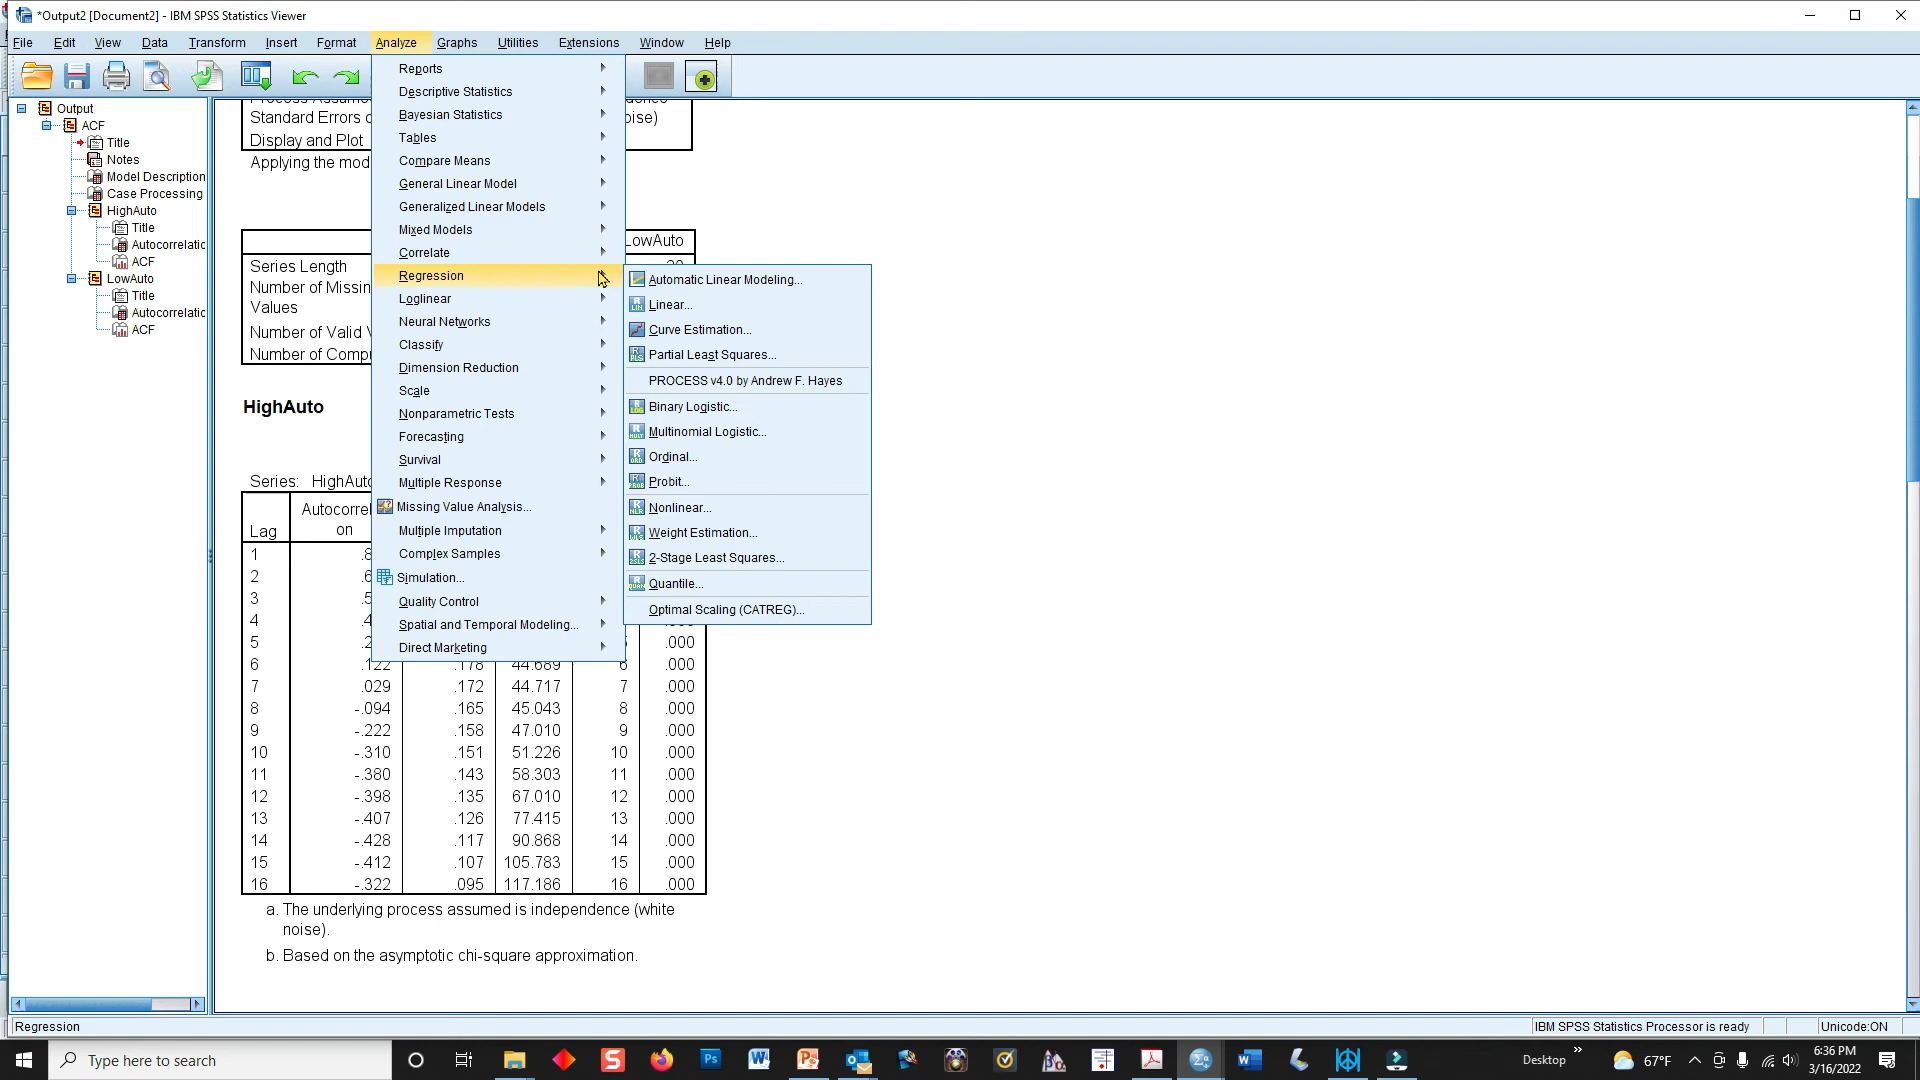 *Output2 [Document2] - IBM SPSS Statistics Viewer
File Edit View Data Transform Insert Format Analyze Graphs Utilities Extensions Window Help
Output
ACF
Title
Notes
Model Description
Case Processing
HighAuto
Title
Autocorrelatic
ACF
LowAuto
Title
Autocorrelatic
ACF
Reports
Descriptive Statistics
Bayesian Statistics
Tables
Compare Means
General Linear Model
Generalized Linear Models
Mixed Models
Correlate
Regression
Loglinear
Neural Networks
Classify
Dimension Reduction
Scale
Nonparametric Tests
Forecasting
Survival
Multiple Response
Missing Value Analysis...
Multiple Imputation
Complex Samples
Simulation...
Quality Control
Spatial and Temporal Modeling...
Direct Marketing
Automatic Linear Modeling...
Linear...
Curve Estimation...
Partial Least Squares...
PROCESS v4.0 by Andrew F. Hayes
Binary Logistic...
Multinomial Logistic...
Ordinal...
Probit...
Nonlinear...
Weight Estimation...
2-Stage Least Squares...
Quantile...
Optimal Scaling (CATREG)...
Standard Errors oise)
Display and Plot
Applying the mod
LowAuto
Series Length
Number of Missin
Values
Number of Valid V
Number of Compu
HighAuto
Series: HighAuto
Autocorrel
Lag on
1 .8
2 .6
3 .5
4 .4
5 .2 .000
6 .122 .178 44.689 6 .000
7 .029 .172 44.717 7 .000
8 -.094 .165 45.043 8 .000
9 -.222 .158 47.010 9 .000
10 -.310 .151 51.226 10 .000
11 -.380 .143 58.303 11 .000
12 -.398 .135 67.010 12 .000
13 -.407 .126 77.415 13 .000
14 -.428 .117 90.868 14 .000
15 -.412 .107 105.783 15 .000
16 -.322 .095 117.186 16 .000
a. The underlying process assumed is independence (white
noise).
b. Based on the asymptotic chi-square approximation.
Regression IBM SPSS Statistics Processor is ready Unicode:ON
Type here to search Desktop 67°F 6:36 PM
3/16/2022